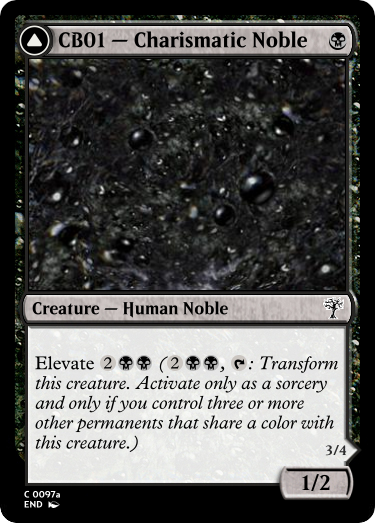 CB01 — Charismatic Noble
Creature — Human Noble
Elevate 2 (2, : Transform
this creature. Activate only as a sorcery
and only if you control three or more
other permanents that share a color with
this creature.)
3/4
1/2
C 0097a
END